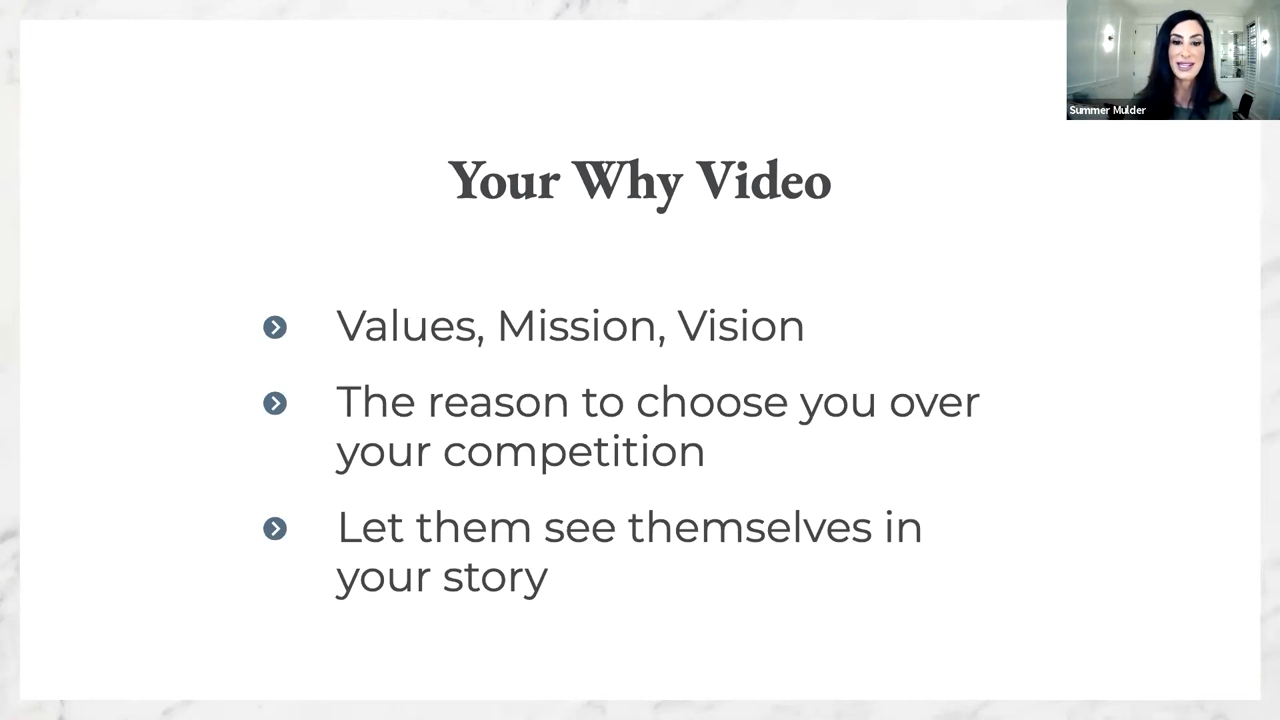 Summer Mulder
Your Why Video
Values, Mission, Vision
The reason to choose you over
your competition
Let them see themselves in
your story